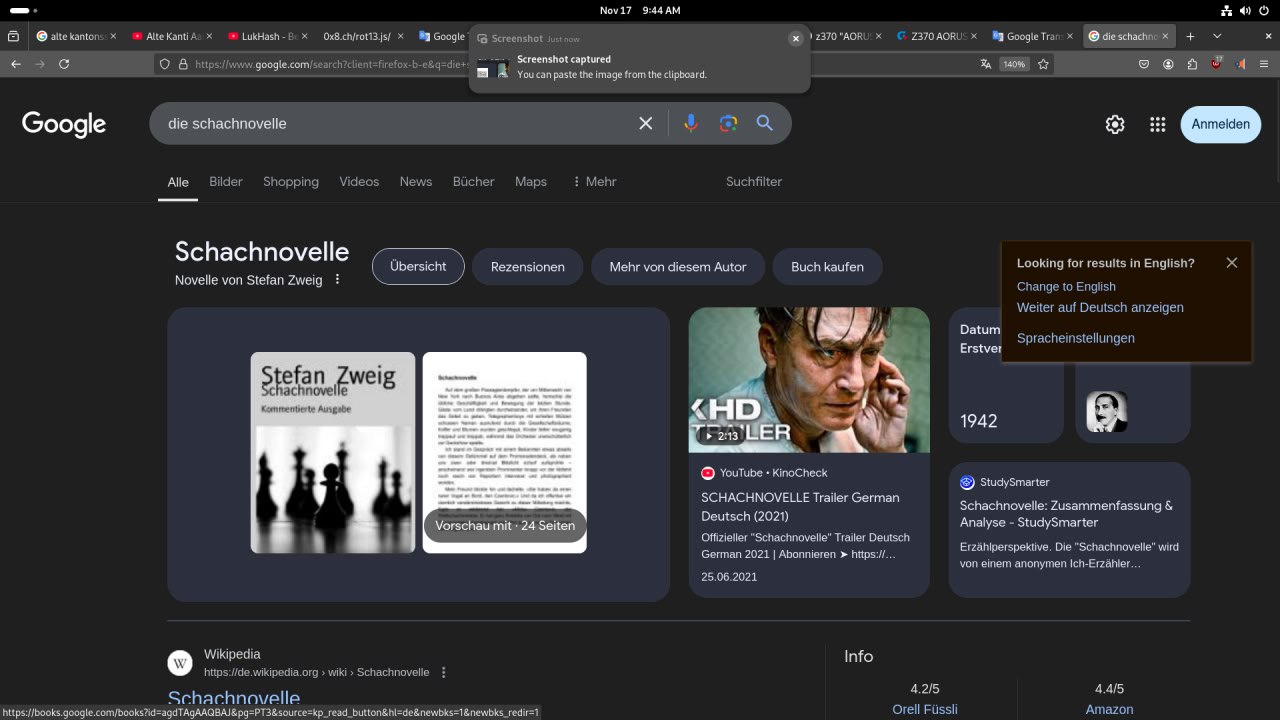 Nov 17 9:44 AM
alte kantons
Alte Kanti Aa
LukHash - Be
0x8.ch/rot13.js/
Google
Screenshot Just now
Screenshot captured
You can paste the image from the clipboard.
z370 "AORUS
Z370 AORUS
Google Trans
die schachno
https://www.google.com/search?client=firefox-b-e&q=die+s
140%
17
Google
die schachnovelle
Anmelden
Alle
Bilder
Shopping
Videos
News
Bücher
Maps
Mehr
Suchfilter
Schachnovelle
Novelle von Stefan Zweig
Übersicht
Rezensionen
Mehr von diesem Autor
Buch kaufen
Looking for results in English?
Change to English
Weiter auf Deutsch anzeigen
Spracheinstellungen
Stefan Zweig
Schachnovelle
Kommentierte Ausgabe
Schachnovelle
Vorschau mit · 24 Seiten
KHD
TRAILER
2:13
YouTube • KinoCheck
SCHACHNOVELLE Trailer German
Deutsch (2021)
Offizieller "Schachnovelle" Trailer Deutsch
German 2021 | Abonnieren ➤ https://…
25.06.2021
Datum
Erstver
1942
StudySmarter
Schachnovelle: Zusammenfassung &
Analyse - StudySmarter
Erzählperspektive. Die "Schachnovelle" wird
von einem anonymen Ich-Erzähler…
W
Wikipedia
https://de.wikipedia.org › wiki › Schachnovelle
Schachnovelle
Info
4.2/5
Orell Füssli
4.4/5
Amazon
https://books.google.com/books?id=agdTAgAAQBAJ&pg=PT3&source=kp_read_button&hl=de&newbks=1&newbks_redir=1